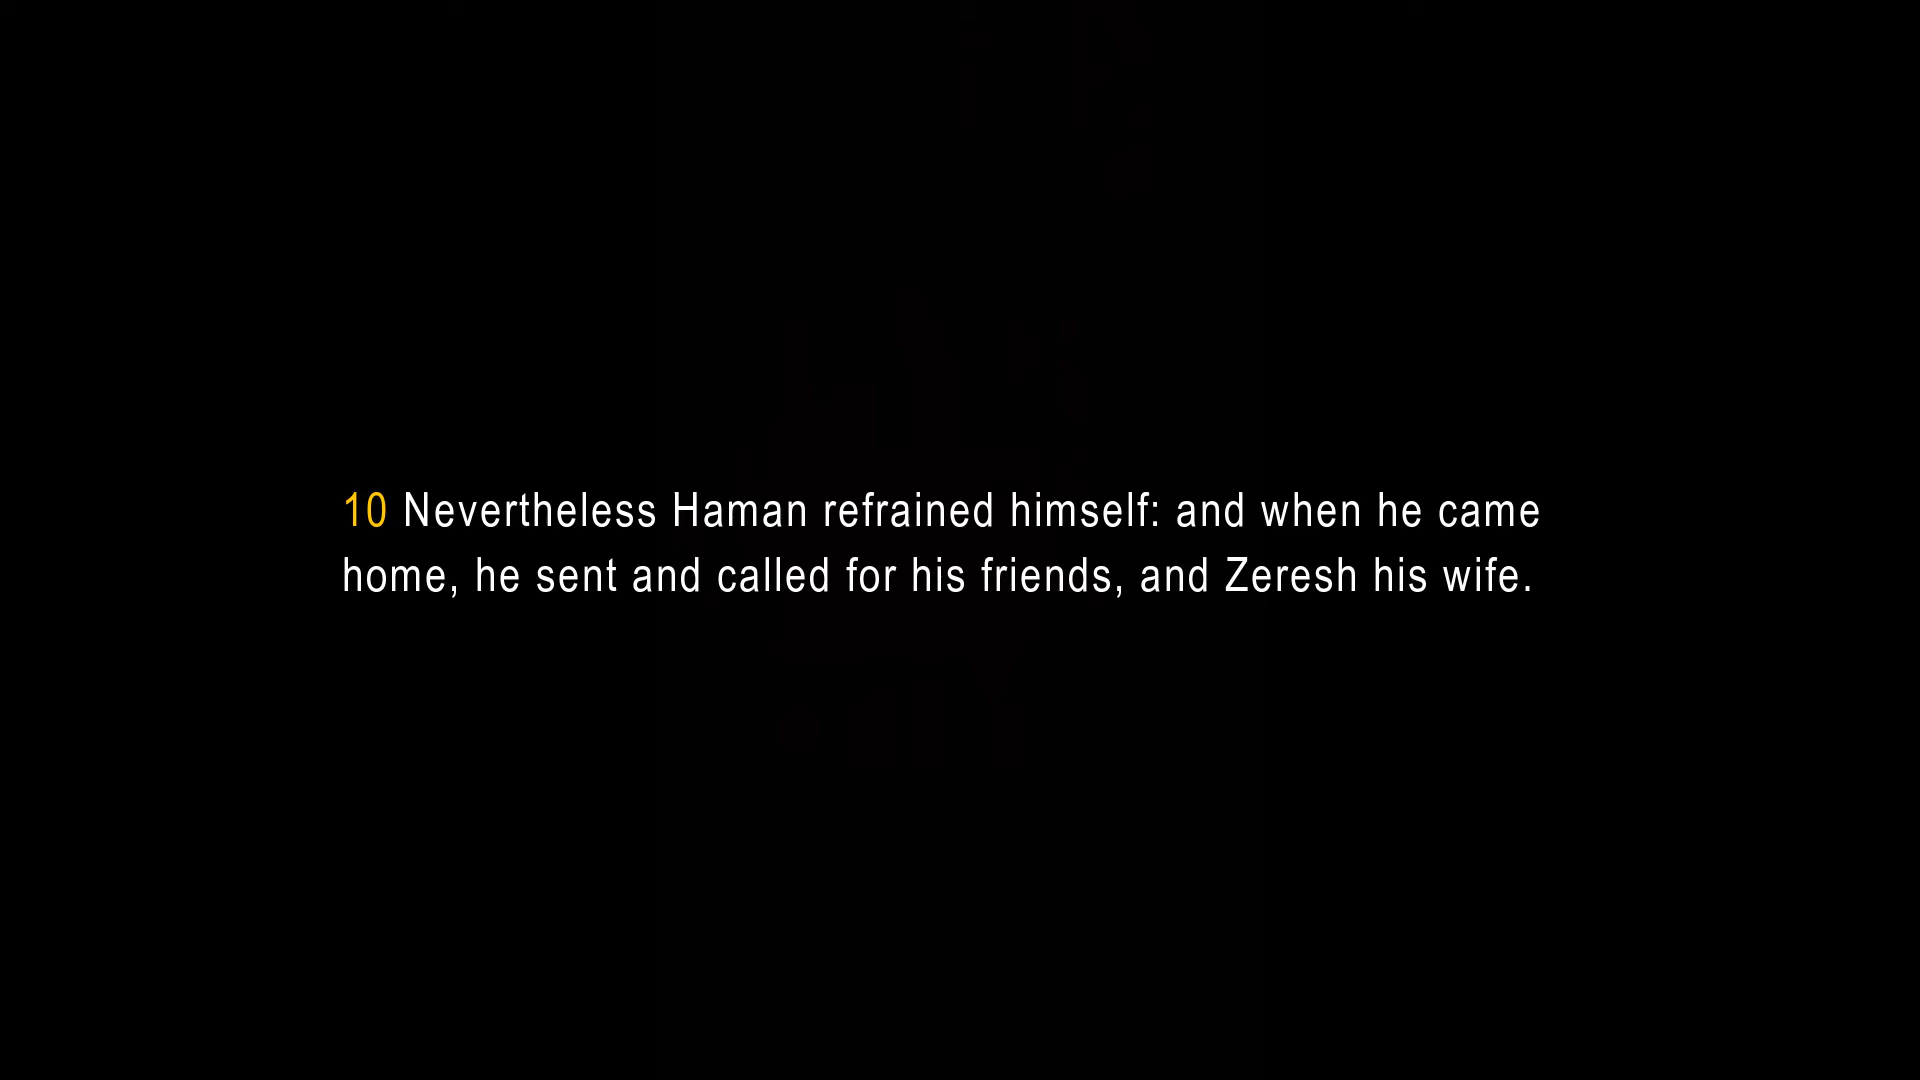 10 Nevertheless Haman refrained himself: and when he came
home, he sent and called for his friends, and Zeresh his wife.